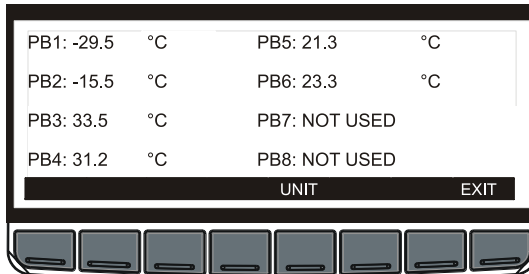 PB1: -29.5 °C PB5: 21.3 °C
PB2: -15.5 °C PB6: 23.3 °C
PB3: 33.5 °C PB7: NOT USED
PB4: 31.2 °C PB8: NOT USED
UNIT EXIT